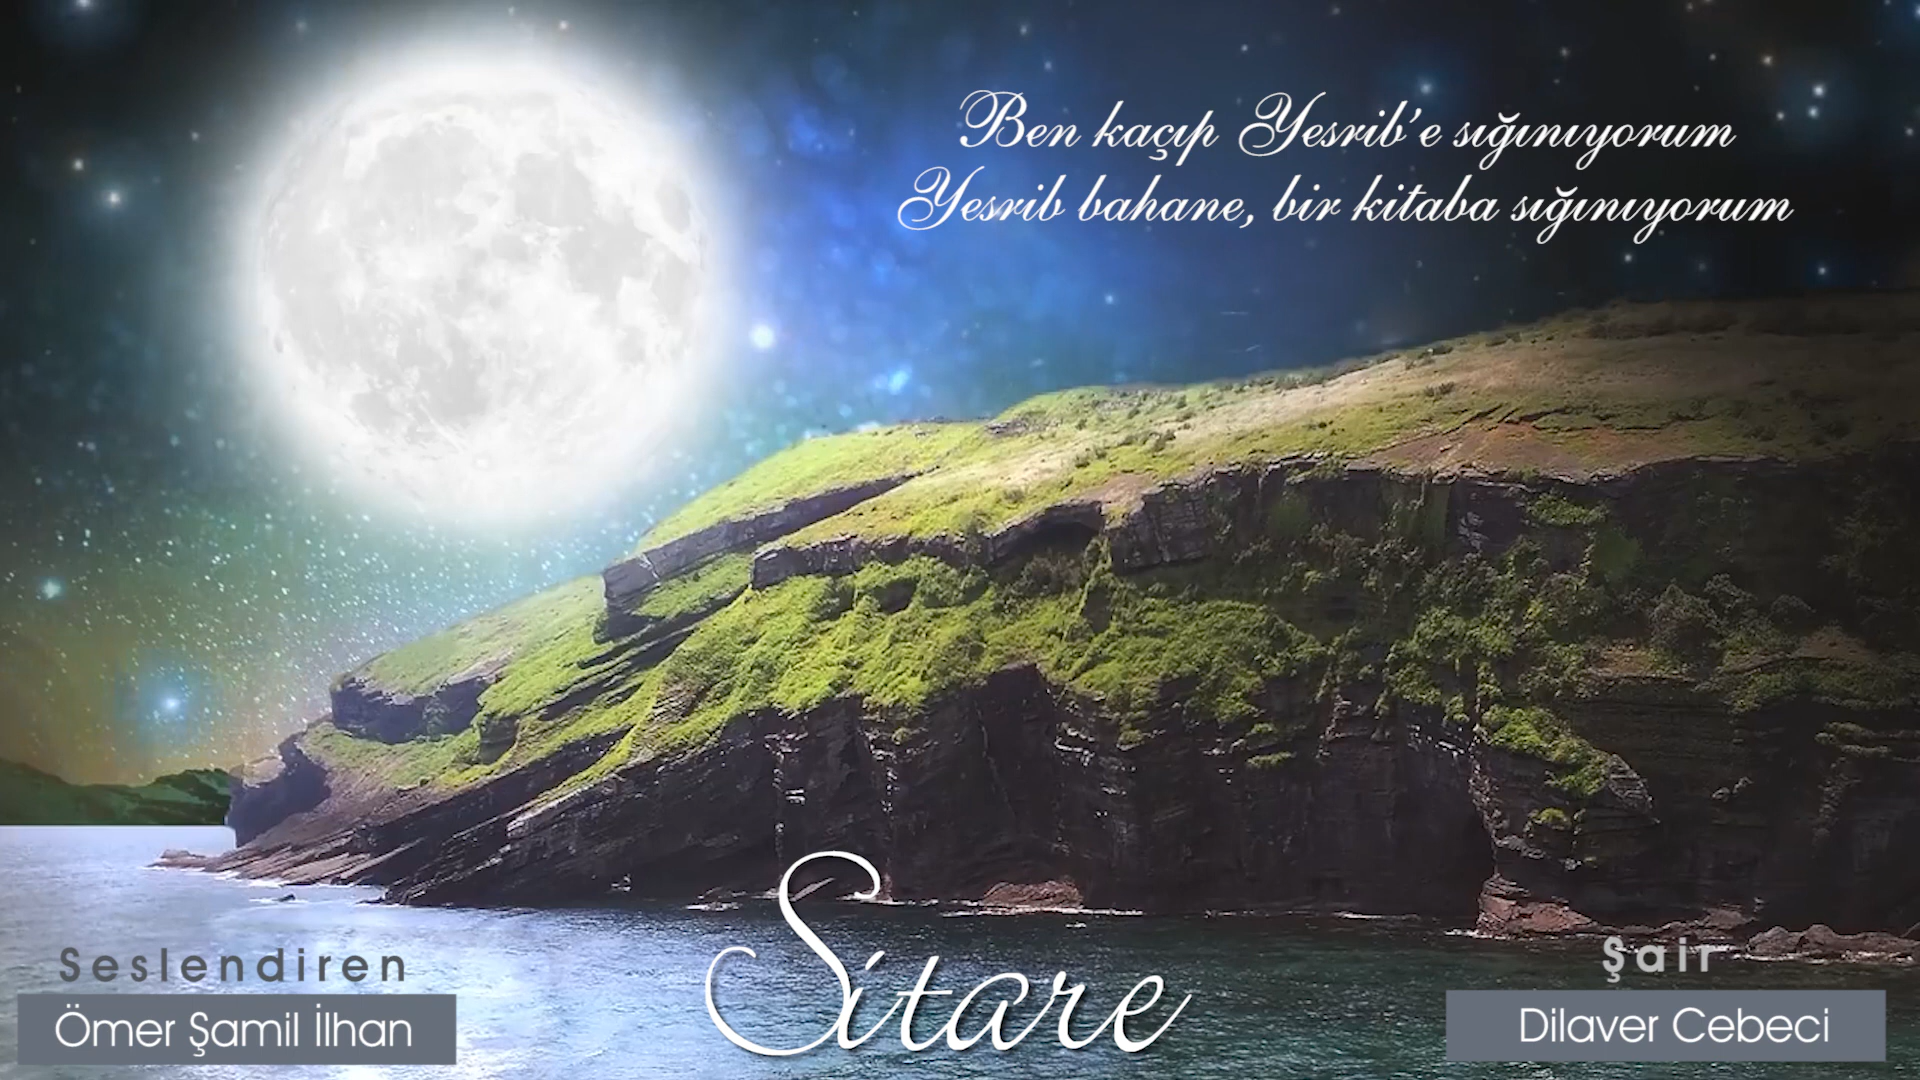 Ben kaçıp Yesrib'e sığınıyorum
Yesrib bahane, bir kitaba sığınıyorum
Sitare
Seslendiren
Ömer Şamil İlhan
Şair
Dilaver Cebeci